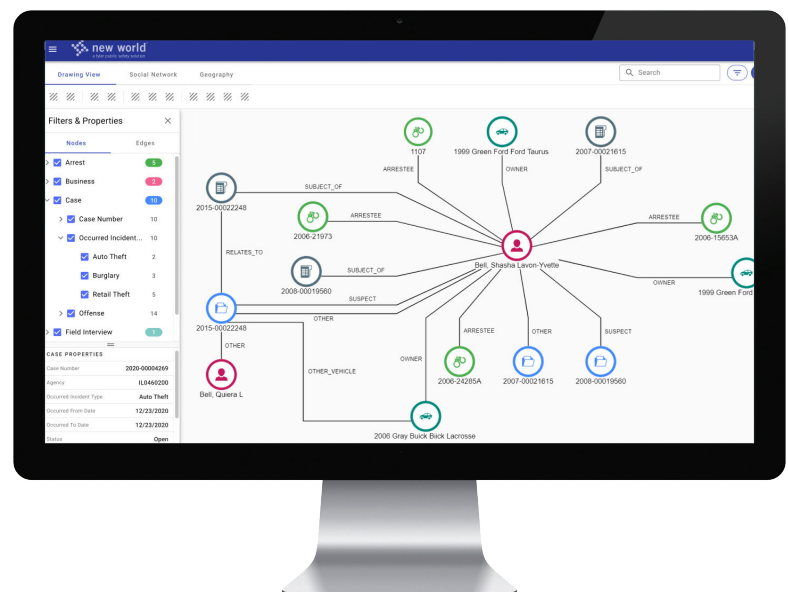 new world
a tyler public safety solution
Drawing View
Social Network
Geography
Search
Filters & Properties
Nodes
Edges
Arrest 5
Business 2
Case 10
Case Number 10
Occurred Incident... 10
Auto Theft 2
Burglary 3
Retail Theft 5
Offense 14
Field Interview 1
CASE PROPERTIES
Case Number 2020-00004269
Agency IL0460200
Occurred Incident Type Auto Theft
Occurred From Date 12/23/2020
Occurred To Date 12/23/2020
Status Open
1107
1999 Green Ford Ford Taurus
2007-00021615
ARRESTEE
OWNER
SUBJECT_OF
SUBJECT_OF
2015-00022248
ARRESTEE
2006-21973
ARRESTEE
2006-15653A
RELATES_TO
Bell, Shasha Lavon-Yvette
SUBJECT_OF
2008-00019560
OWNER
1999 Green Ford
SUSPECT
OTHER
2015-00022248
ARRESTEE
OTHER
SUSPECT
OTHER
OWNER
OTHER_VEHICLE
2006-24285A
2007-00021615
2008-00019560
Bell, Quiera L
2006 Gray Buick Biick Lacrosse